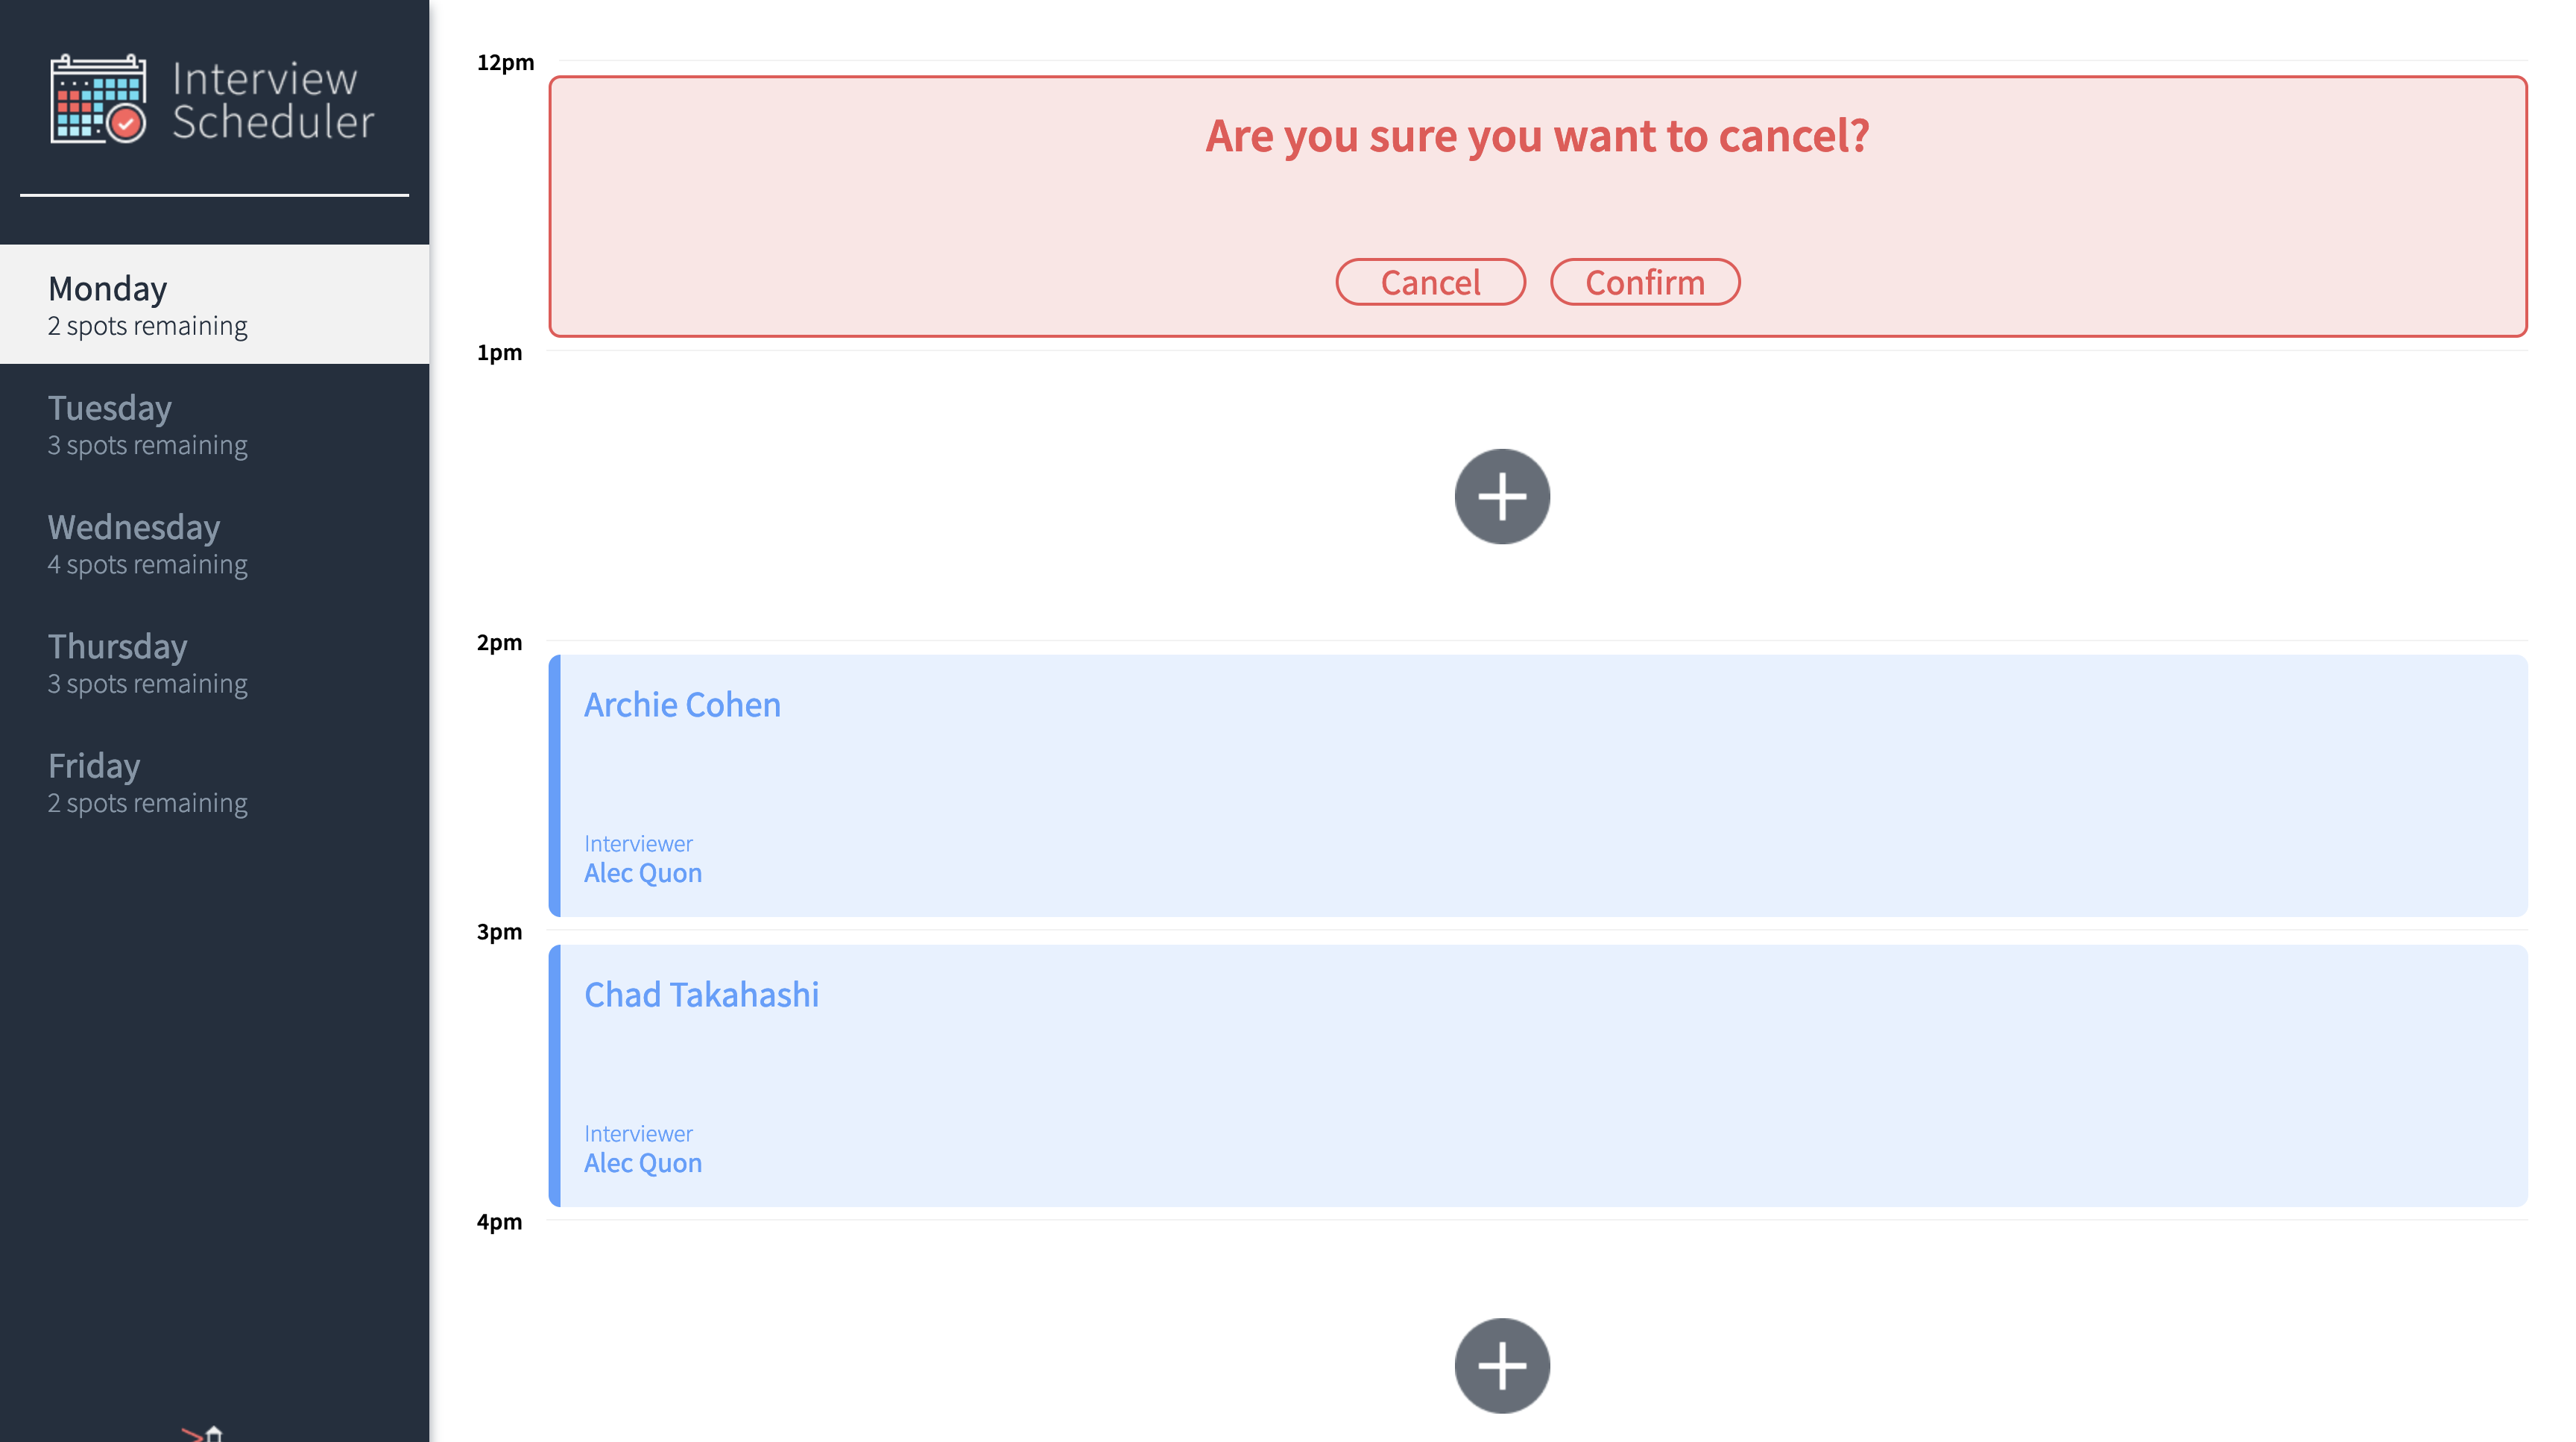 Interview
Scheduler
Monday
2 spots remaining
Tuesday
3 spots remaining
Wednesday
4 spots remaining
Thursday
3 spots remaining
Friday
2 spots remaining
12pm
Are you sure you want to cancel?
Cancel Confirm
1pm
2pm
Archie Cohen
Interviewer
Alec Quon
3pm
Chad Takahashi
Interviewer
Alec Quon
4pm